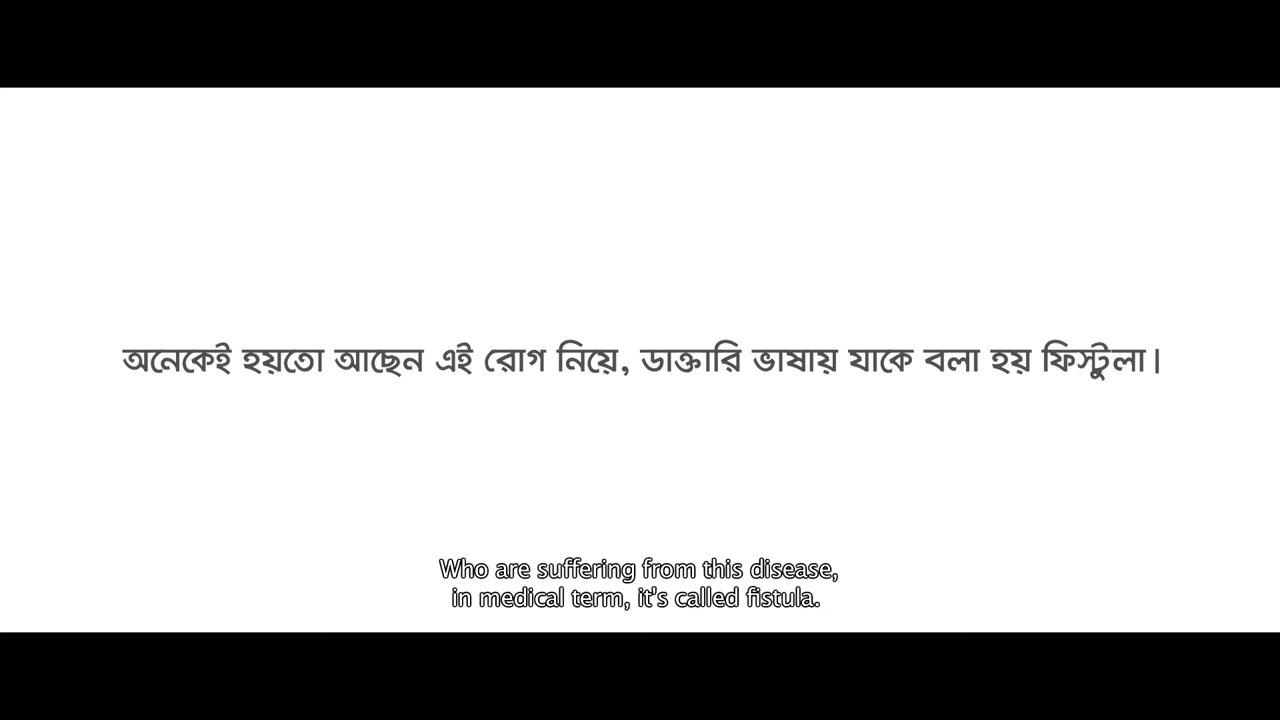 অনেকেই হয়তো আছেন এই রোগ নিয়ে, ডাক্তারি ভাষায় যাকে বলা হয় ফিস্টুলা।
Who are suffering from this disease,
in medical term, it's called fistula.